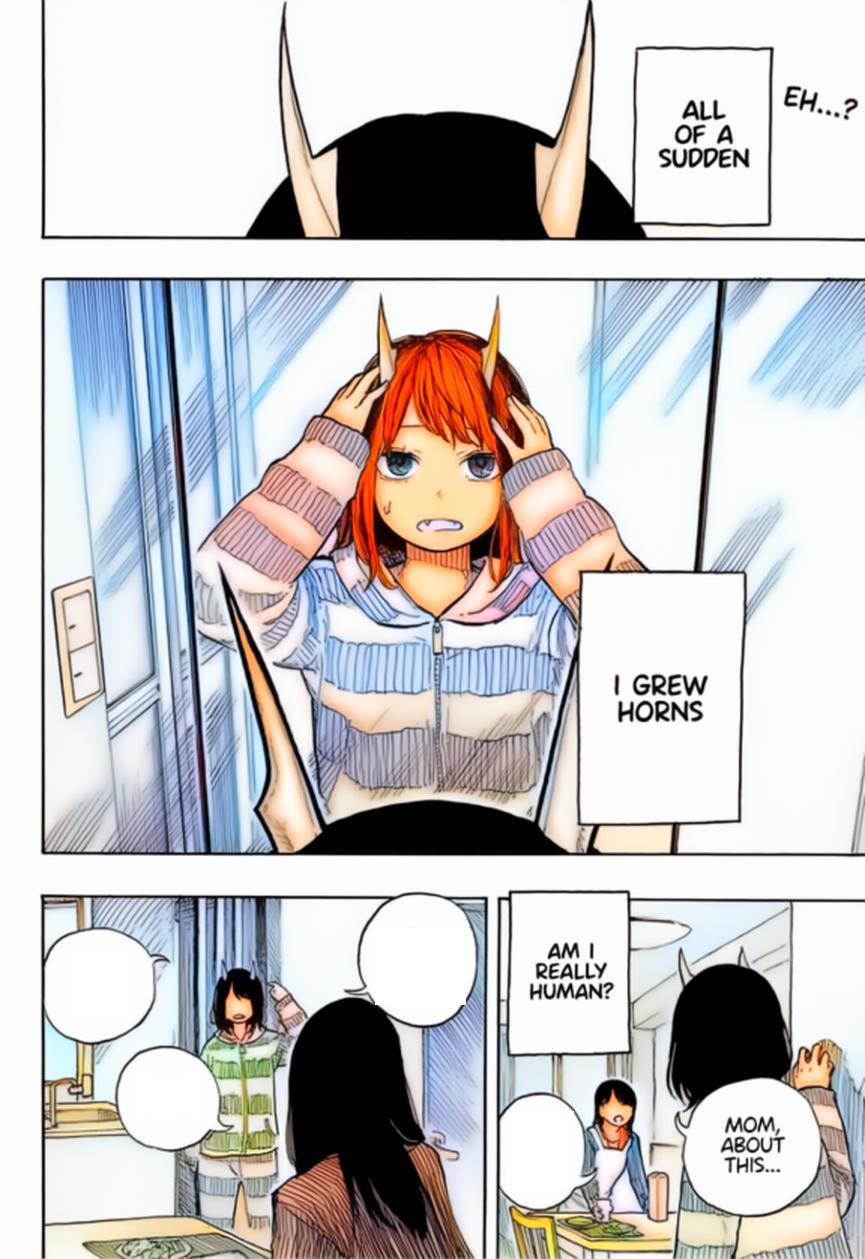 EH...?
ALL
OF A
SUDDEN
I GREW
HORNS
AM I
REALLY
HUMAN?
MOM,
ABOUT
THIS...